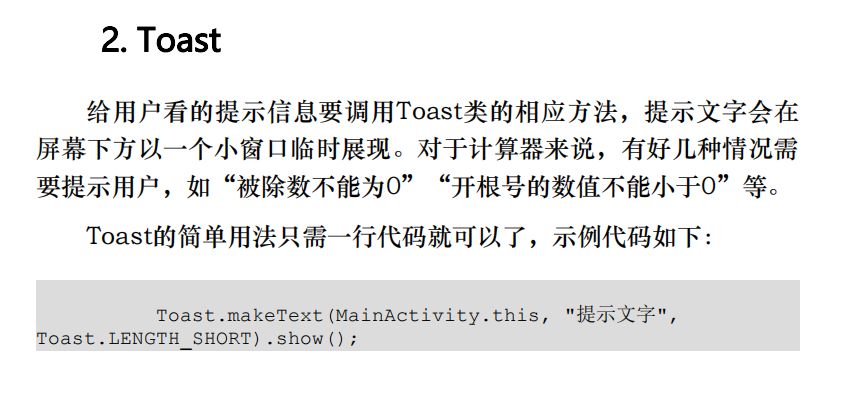 2. Toast
给用户看的提示信息要调用Toast类的相应方法，提示文字会在
屏幕下方以一个小窗口临时展现。对于计算器来说，有好几种情况需
要提示用户，如“被除数不能为0”“开根号的数值不能小于0”等。
Toast的简单用法只需一行代码就可以了，示例代码如下：
Toast.makeText(MainActivity.this, "提示文字",
Toast.LENGTH_SHORT).show();